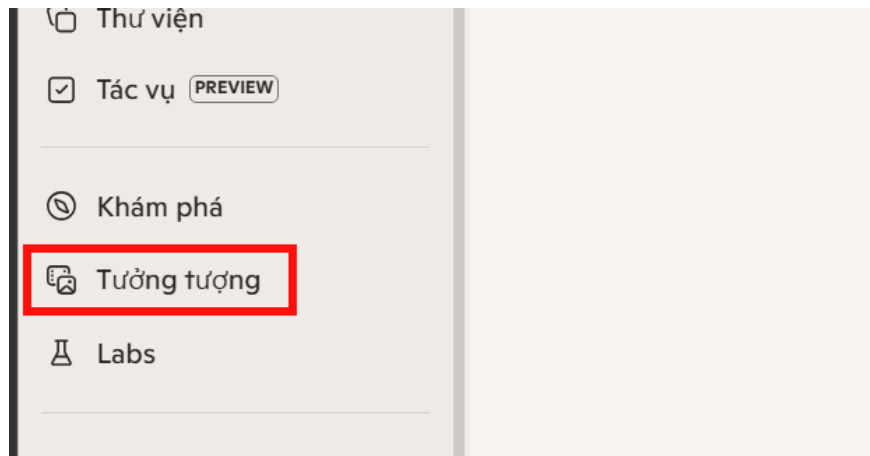 Thư viện
Tác vụ PREVIEW
Khám phá
Tưởng tượng
Labs